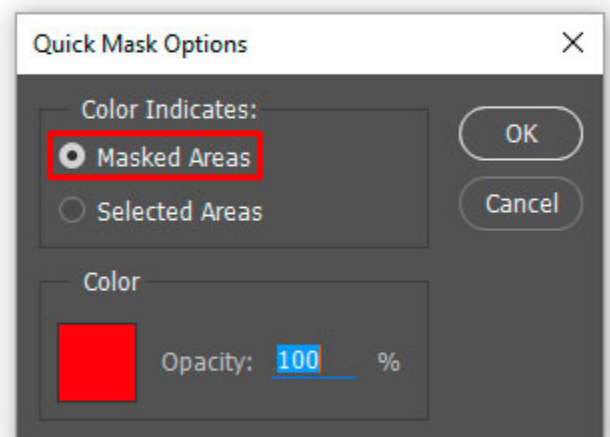 Quick Mask Options
Color Indicates:
Masked Areas
Selected Areas
OK
Cancel
Color
Opacity: 100 %